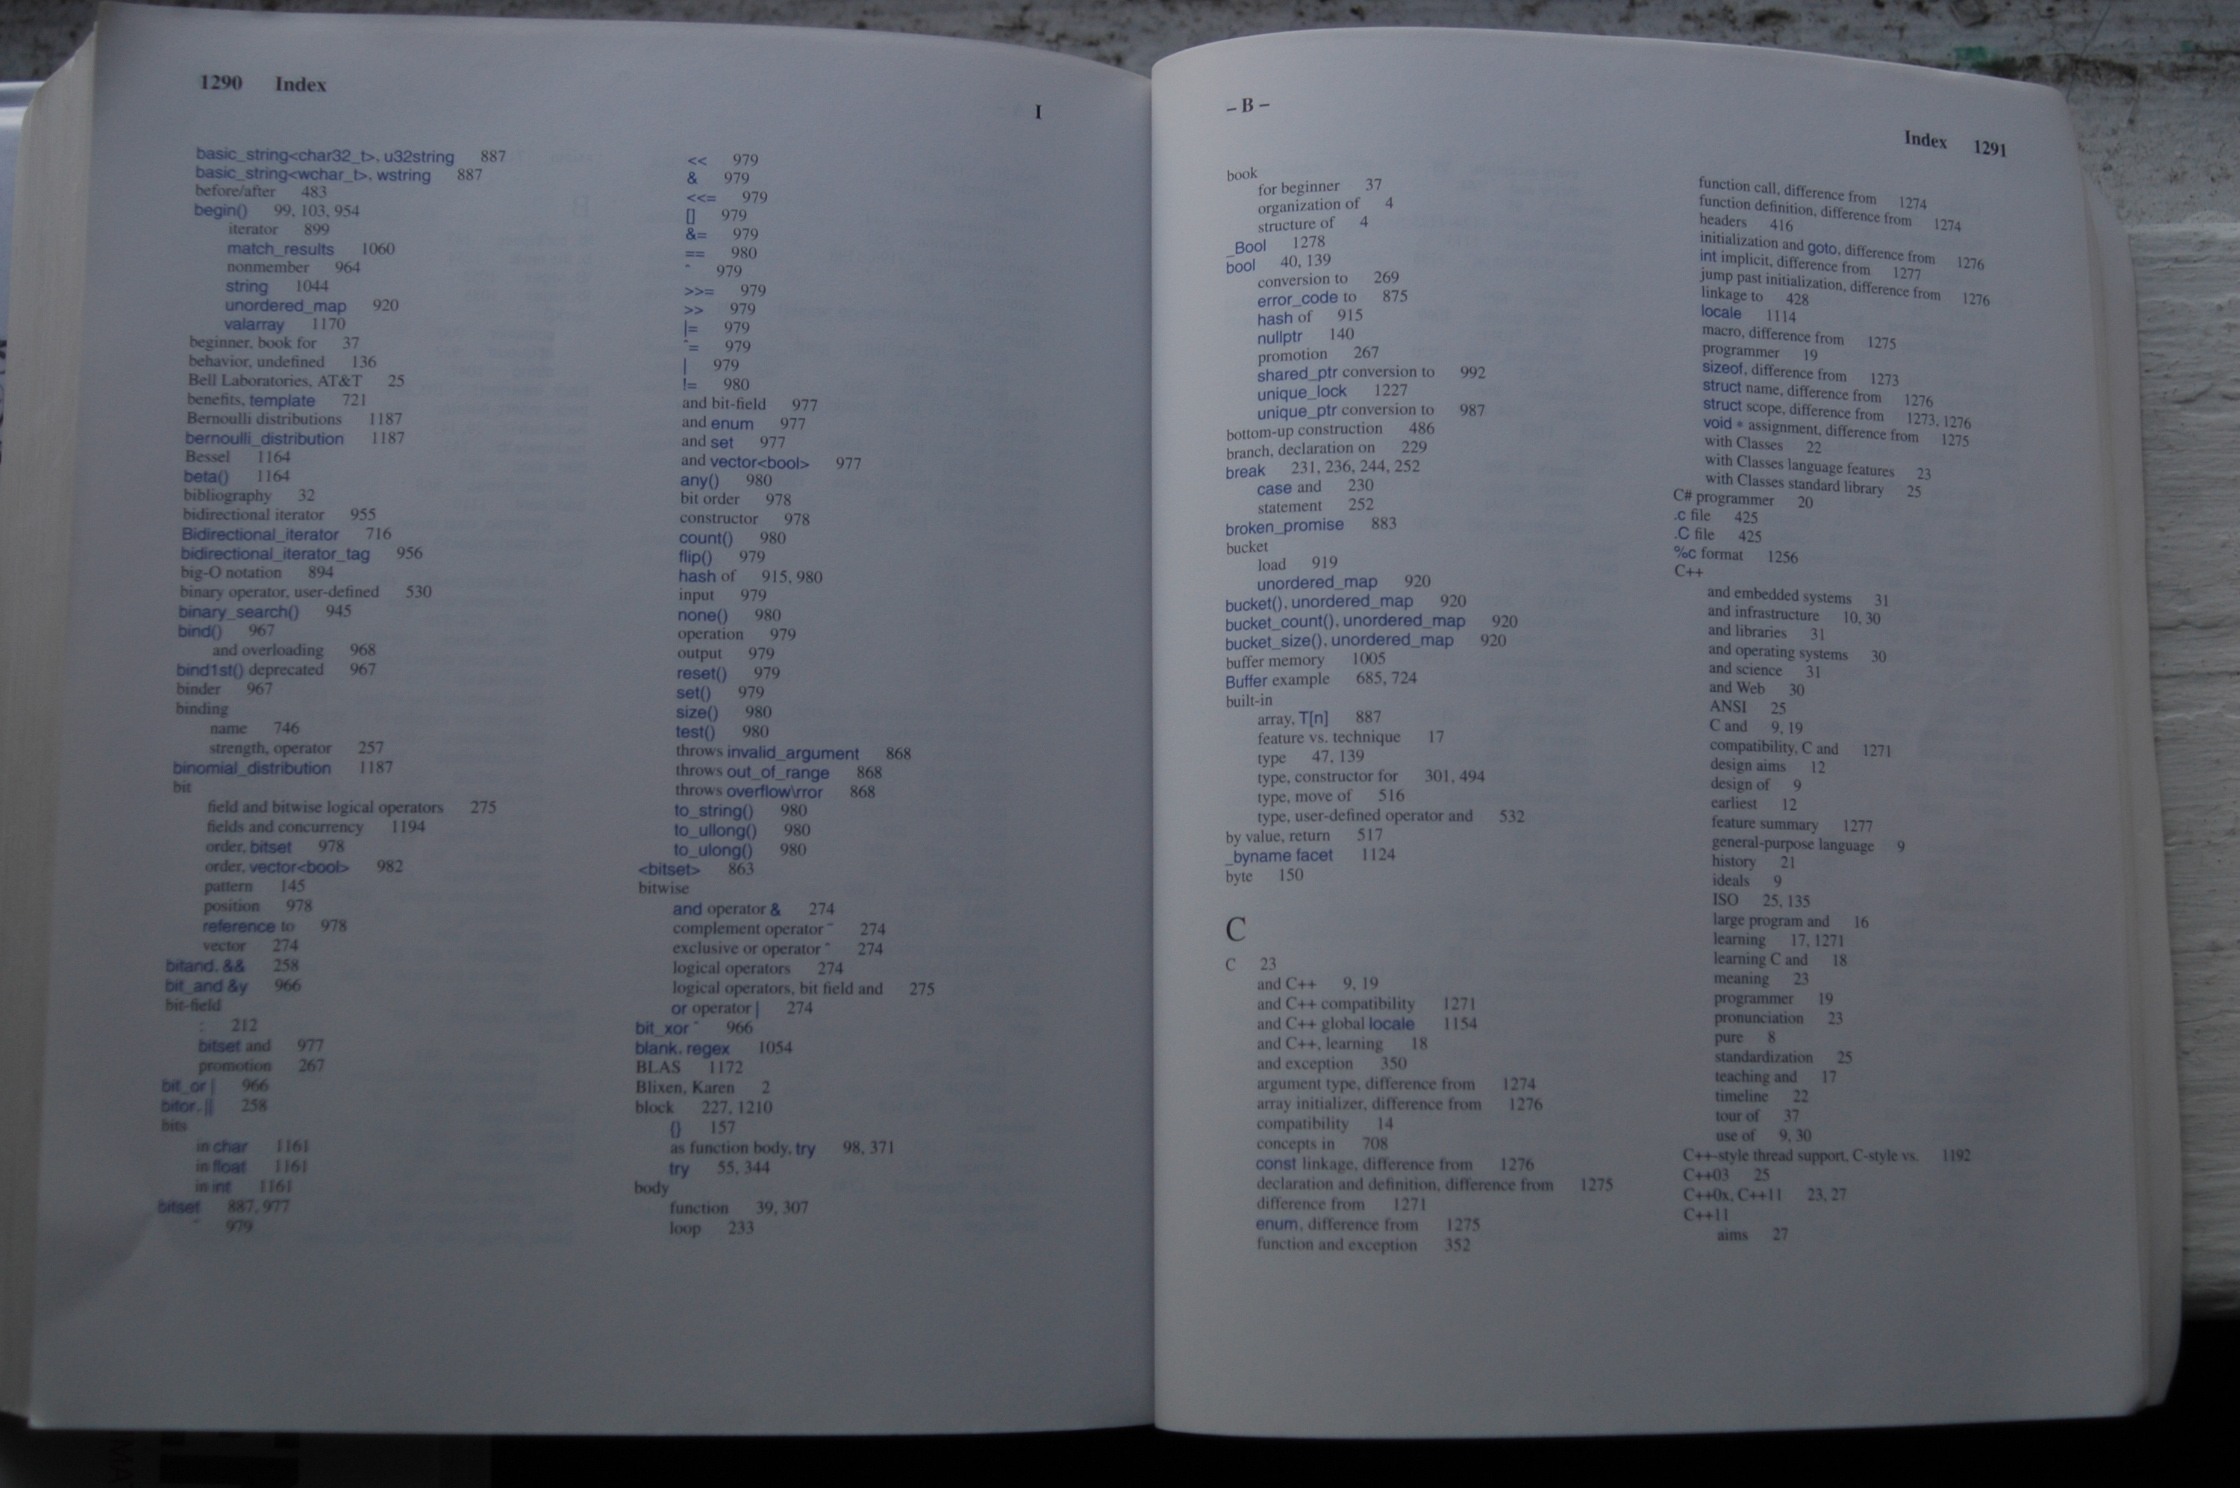 1290 Index
I
basic_string<char32_t>, u32string 887
basic_string<wchar_t>, wstring 887
before/after 483
begin() 99, 103, 954
iterator 899
match_results 1060
nonmember 964
string 1044
unordered_map 920
valarray 1170
beginner, book for 37
behavior, undefined 136
Bell Laboratories, AT&T 25
benefits, template 721
Bernoulli distributions 1187
bernoulli_distribution 1187
Bessel 1164
beta() 1164
bibliography 32
bidirectional iterator 955
Bidirectional_iterator 716
bidirectional_iterator_tag 956
big-O notation 894
binary operator, user-defined 530
binary_search() 945
bind() 967
and overloading 968
bind1st() deprecated 967
binder 967
binding
name 746
strength, operator 257
binomial_distribution 1187
bit
field and bitwise logical operators 275
fields and concurrency 1194
order, bitset 978
order, vector<bool> 982
pattern 145
position 978
reference to 978
vector 274
bitand, && 258
bit_and &y 966
bit-field
: 212
bitset and 977
promotion 267
bit_or | 966
bitor, || 258
bits
in char 1161
in float 1161
in int 1161
bitset 887, 977
~ 979
<< 979
& 979
<<= 979
[] 979
&= 979
== 980
^ 979
>>= 979
>> 979
|= 979
^= 979
| 979
!= 980
and bit-field 977
and enum 977
and set 977
and vector<bool> 977
any() 980
bit order 978
constructor 978
count() 980
flip() 979
hash of 915, 980
input 979
none() 980
operation 979
output 979
reset() 979
set() 979
size() 980
test() 980
throws invalid_argument 868
throws out_of_range 868
throws overflow\rror 868
to_string() 980
to_ullong() 980
to_ulong() 980
<bitset> 863
bitwise
and operator & 274
complement operator ~ 274
exclusive or operator ^ 274
logical operators 274
logical operators, bit field and 275
or operator | 274
bit_xor ^ 966
blank, regex 1054
BLAS 1172
Blixen, Karen 2
block 227, 1210
{} 157
as function body, try 98, 371
try 55, 344
body
function 39, 307
loop 233
– B –
Index 1291
book
for beginner 37
organization of 4
structure of 4
_Bool 1278
bool 40, 139
conversion to 269
error_code to 875
hash of 915
nullptr 140
promotion 267
shared_ptr conversion to 992
unique_lock 1227
unique_ptr conversion to 987
bottom-up construction 486
branch, declaration on 229
break 231, 236, 244, 252
case and 230
statement 252
broken_promise 883
bucket
load 919
unordered_map 920
bucket(), unordered_map 920
bucket_count(), unordered_map 920
bucket_size(), unordered_map 920
buffer memory 1005
Buffer example 685, 724
built-in
array, T[n] 887
feature vs. technique 17
type 47, 139
type, constructor for 301, 494
type, move of 516
type, user-defined operator and 532
by value, return 517
_byname facet 1124
byte 150
C
C 23
and C++ 9, 19
and C++ compatibility 1271
and C++ global locale 1154
and C++, learning 18
and exception 350
argument type, difference from 1274
array initializer, difference from 1276
compatibility 14
concepts in 708
const linkage, difference from 1276
declaration and definition, difference from 1275
difference from 1271
enum, difference from 1275
function and exception 352
function call, difference from 1274
function definition, difference from 1274
headers 416
initialization and goto, difference from 1276
int implicit, difference from 1277
jump past initialization, difference from 1276
linkage to 428
locale 1114
macro, difference from 1275
programmer 19
sizeof, difference from 1273
struct name, difference from 1276
struct scope, difference from 1273, 1276
void * assignment, difference from 1275
with Classes 22
with Classes language features 23
with Classes standard library 25
C# programmer 20
.c file 425
.C file 425
%c format 1256
C++
and embedded systems 31
and infrastructure 10, 30
and libraries 31
and operating systems 30
and science 31
and Web 30
ANSI 25
C and 9, 19
compatibility, C and 1271
design aims 12
design of 9
earliest 12
feature summary 1277
general-purpose language 9
history 21
ideals 9
ISO 25, 135
large program and 16
learning 17, 1271
learning C and 18
meaning 23
programmer 19
pronunciation 23
pure 8
standardization 25
teaching and 17
timeline 22
tour of 37
use of 9, 30
C++-style thread support, C-style vs. 1192
C++03 25
C++0x, C++11 23, 27
C++11
aims 27